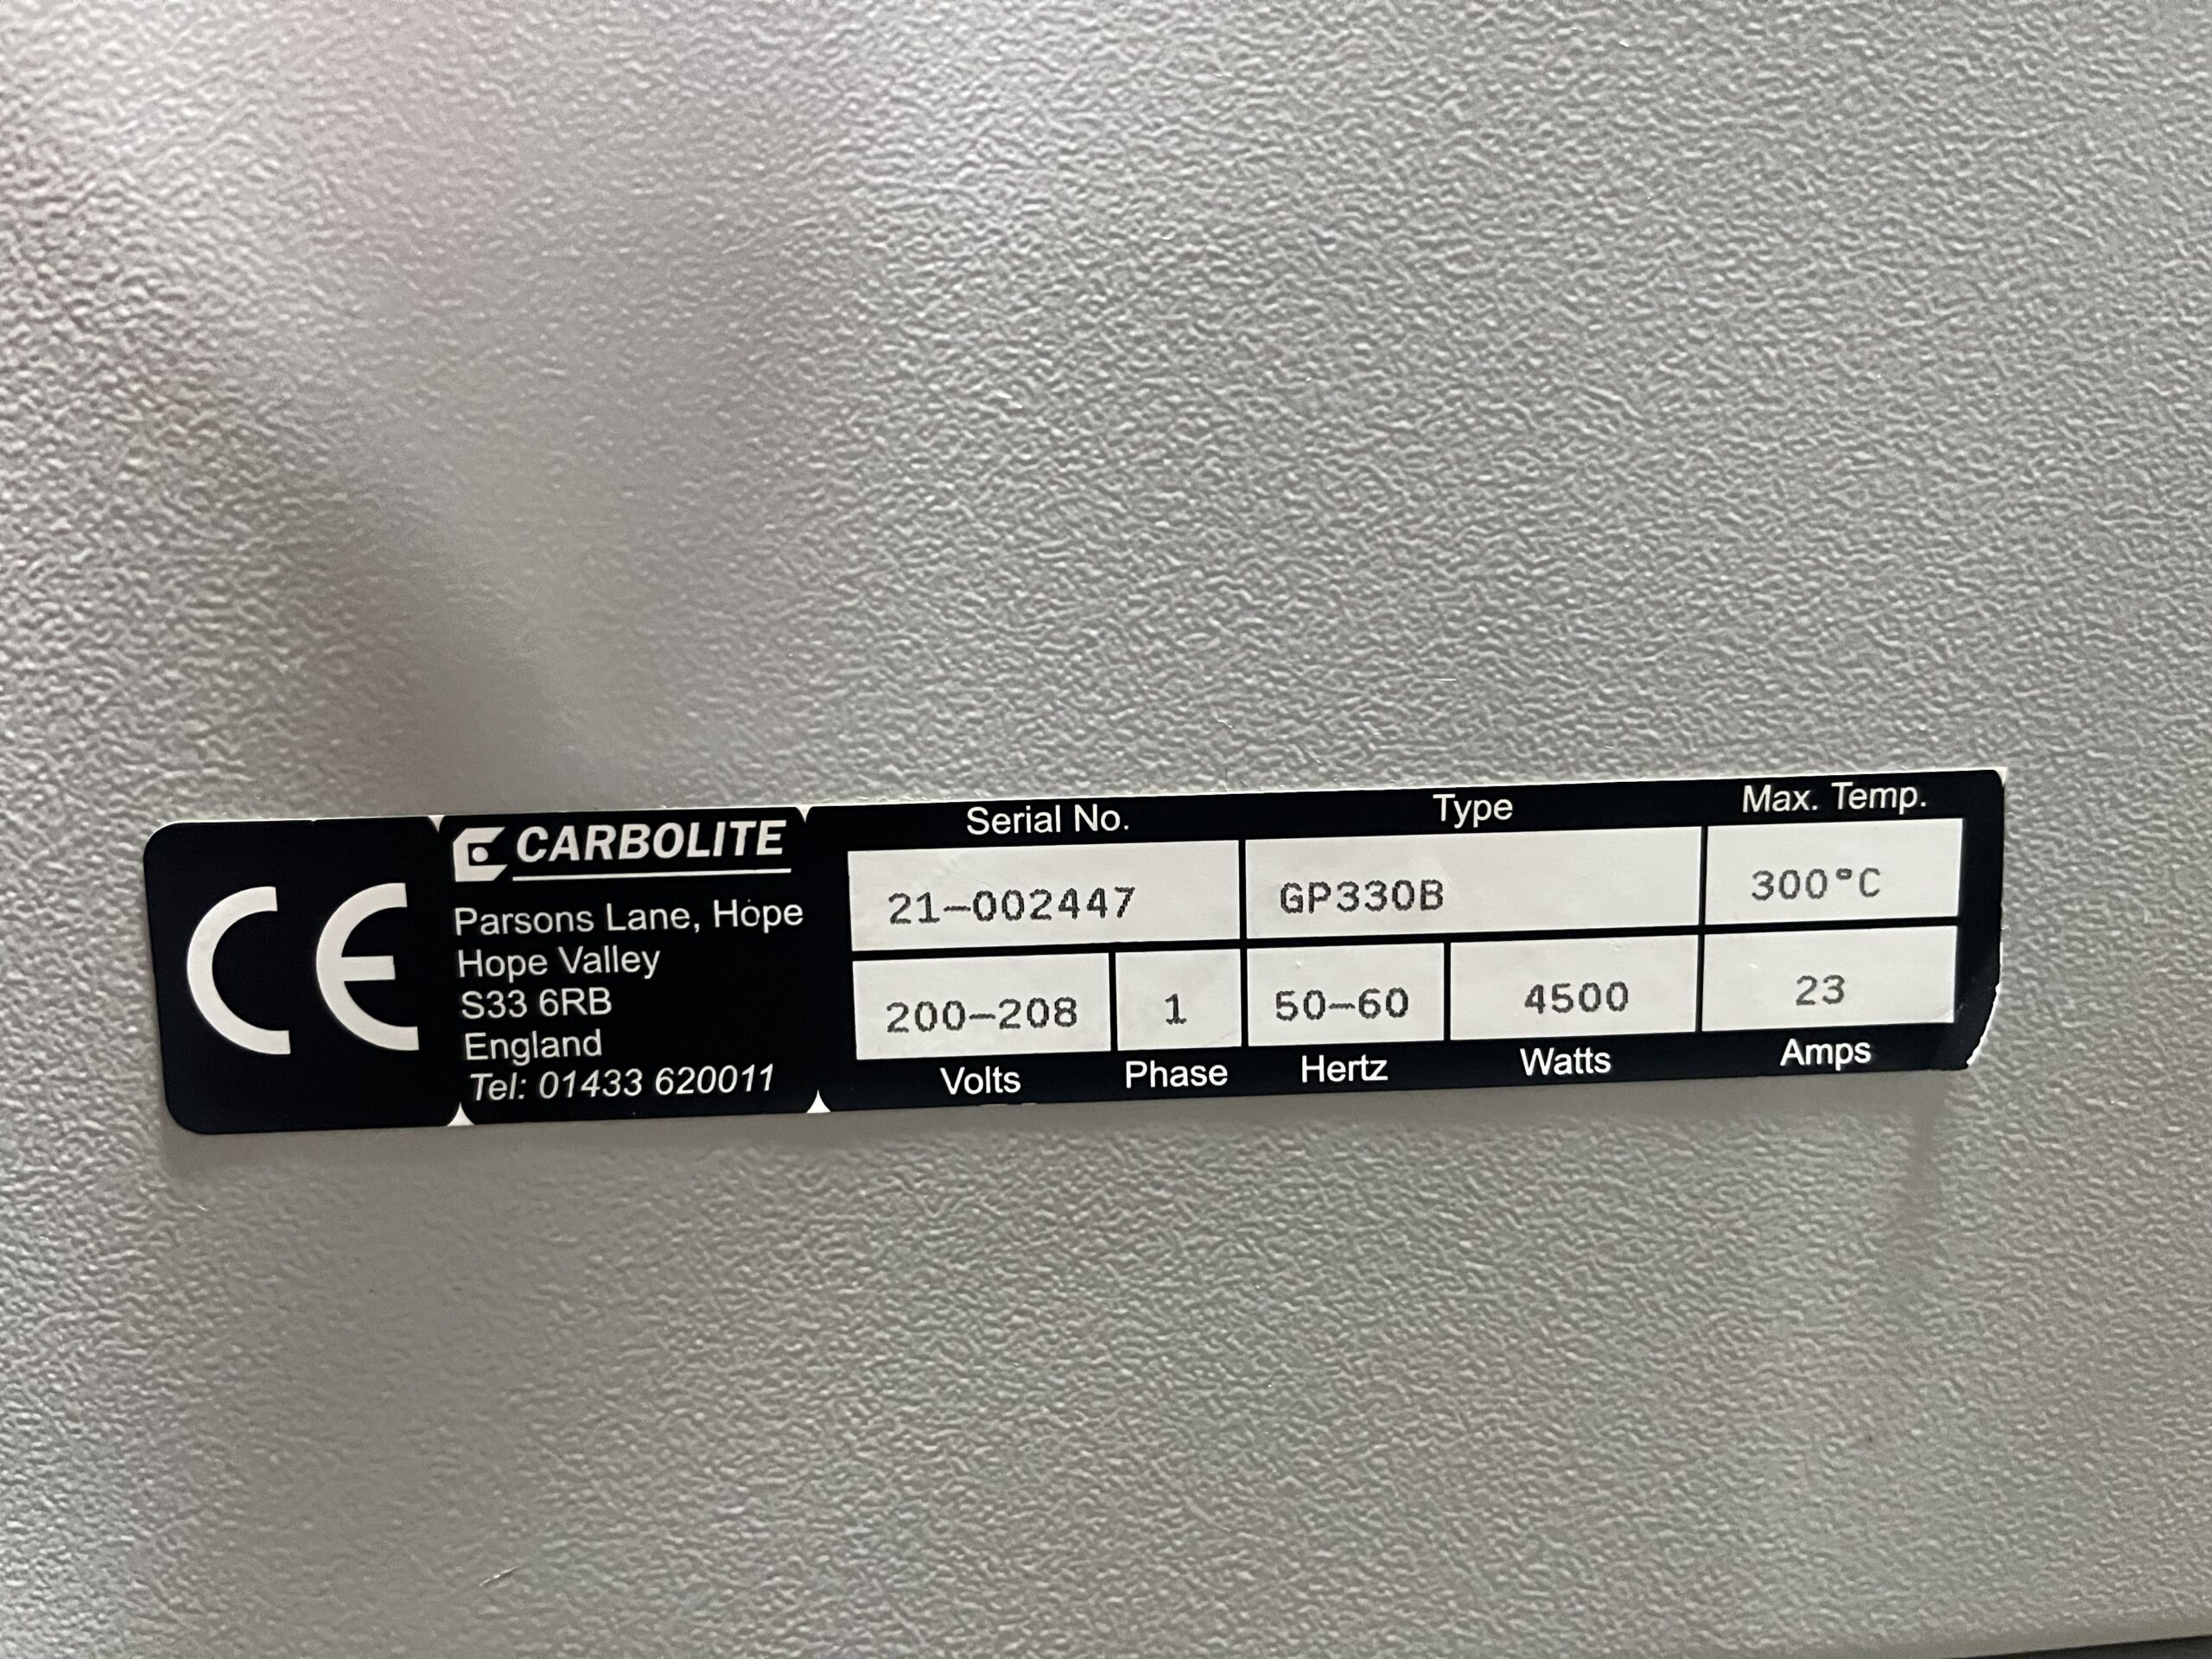 CE
CARBOLITE
Parsons Lane, Hope
Hope Valley
S33 6RB
England
Tel: 01433 620011
Serial No. Type Max. Temp.
21-002447 GP330B 300°C
200-208 1 50-60 4500 23
Volts Phase Hertz Watts Amps